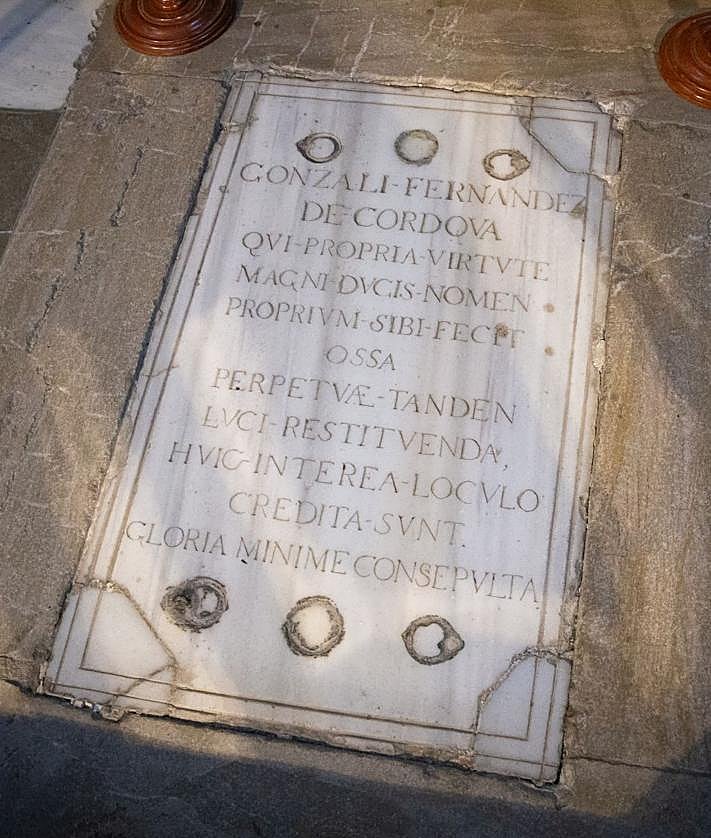 GONZALI-FERNANDEZ
DE-CORDOVA
QVI-PROPRIA-VIRTVTE
MAGNI-DVCIS-NOMEN
PROPRIVM-SIBI-FECIT
OSSA
PERPETVÆ-TANDEN
LVCI-RESTITVENDA,
HVIG-INTEREA-LOCVLO
CREDITA-SVNT.
GLORIA MINIME CONSEPVLTA